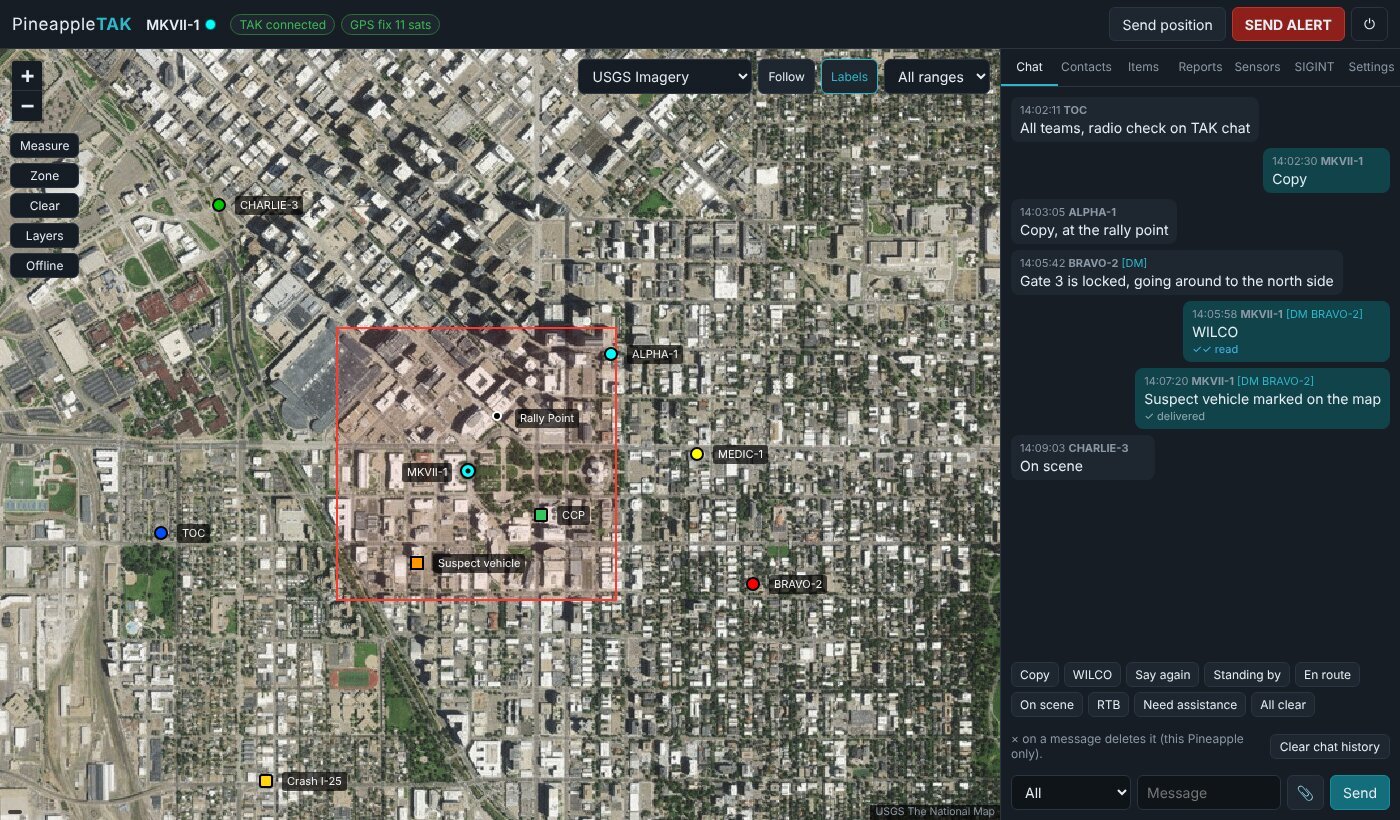 PineappleTAK MKVII-1 TAK connected GPS fix 11 sats Send position SEND ALERT
+
−
USGS Imagery Follow Labels All ranges
Measure
Zone
Clear
Layers
Offline
CHARLIE-3
ALPHA-1
Rally Point
MEDIC-1
MKVII-1
CCP
TOC
Suspect vehicle
BRAVO-2
Crash I-25
USGS The National Map
Chat Contacts Items Reports Sensors SIGINT Settings
14:02:11 TOC
All teams, radio check on TAK chat
14:02:30 MKVII-1
Copy
14:03:05 ALPHA-1
Copy, at the rally point
14:05:42 BRAVO-2 [DM]
Gate 3 is locked, going around to the north side
14:05:58 MKVII-1 [DM BRAVO-2]
WILCO
✓✓ read
14:07:20 MKVII-1 [DM BRAVO-2]
Suspect vehicle marked on the map
✓ delivered
14:09:03 CHARLIE-3
On scene
Copy WILCO Say again Standing by En route
On scene RTB Need assistance All clear
× on a message deletes it (this Pineapple
only).
Clear chat history
All Message Send